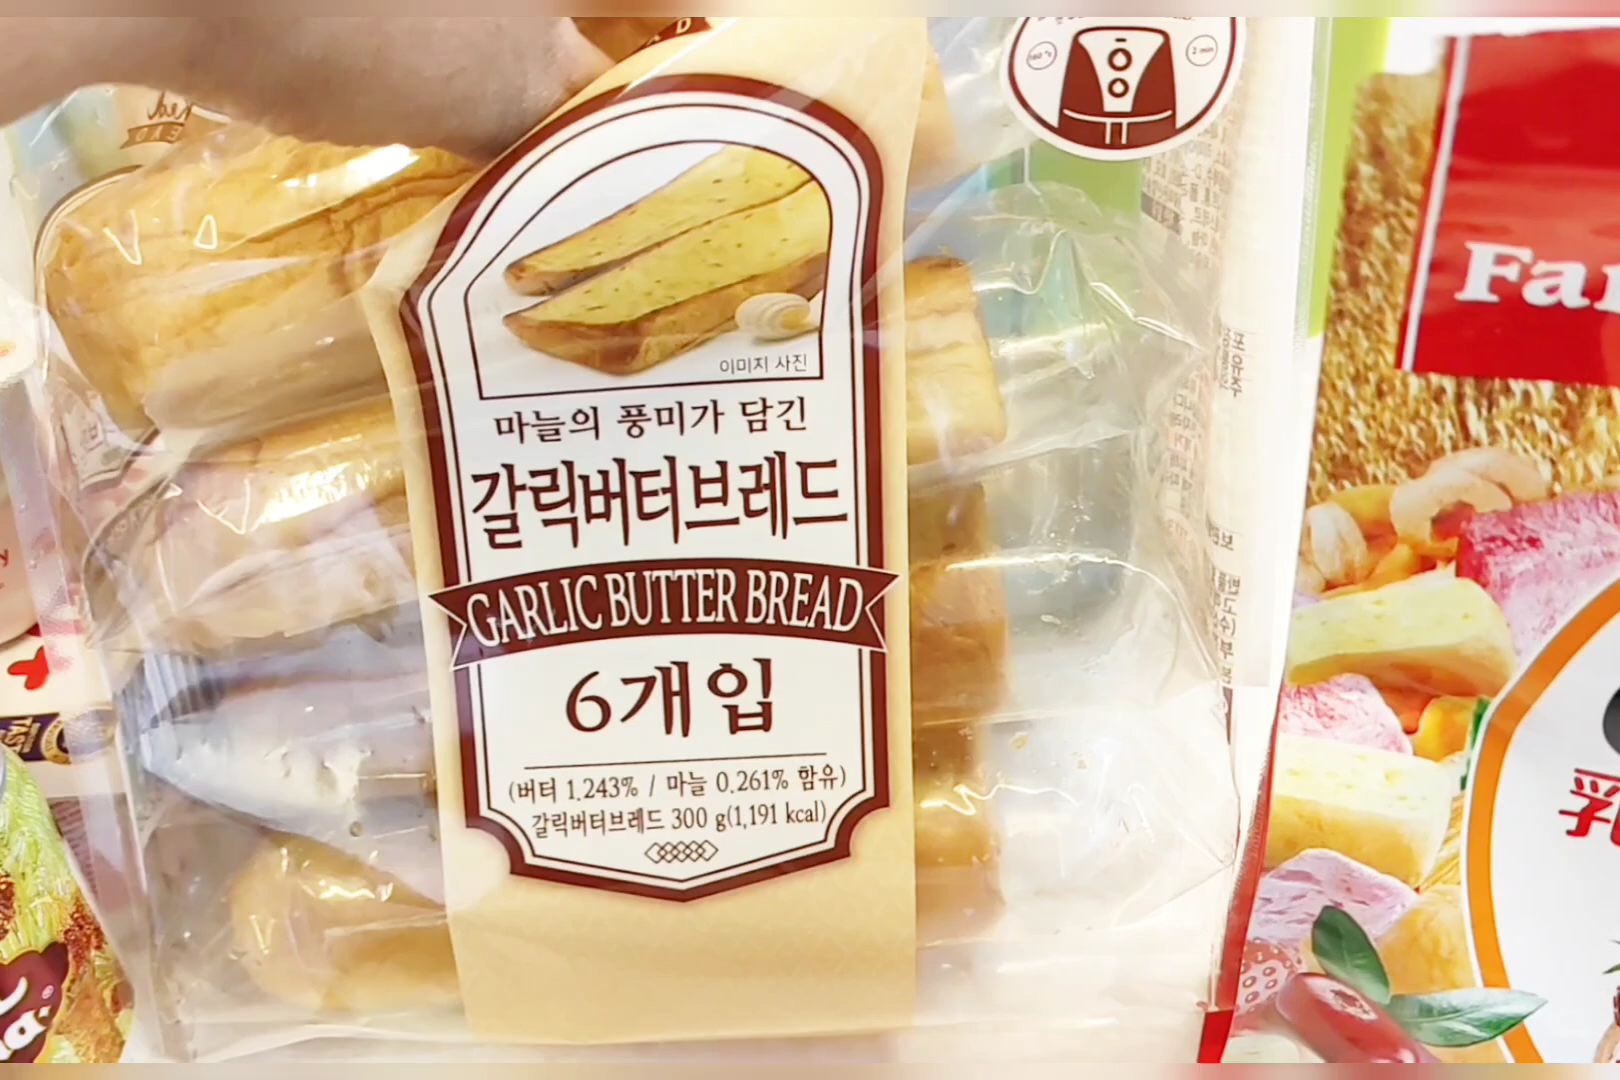 이미지 사진
마늘의 풍미가 담긴
갈릭버터브레드
GARLIC BUTTER BREAD
6개입
(버터 1.243% / 마늘 0.261% 함유)
갈릭버터브레드 300 g(1,191 kcal)
2 min